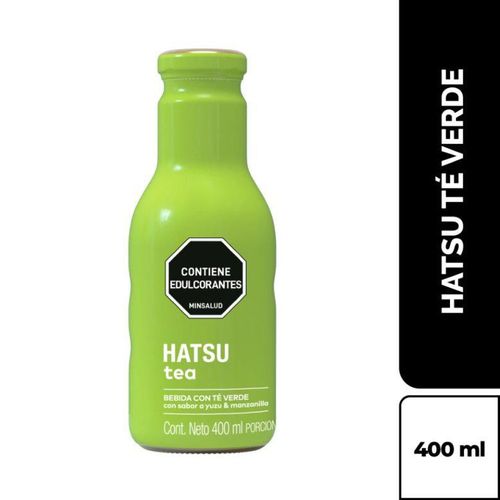 CONTIENE
EDULCORANTES
MINSALUD
HATSU
tea
BEBIDA CON TÉ VERDE
con sabor a yuzu & manzanilla
Cont. Neto 400 ml PORCION
HATSU TÉ VERDE
400 ml